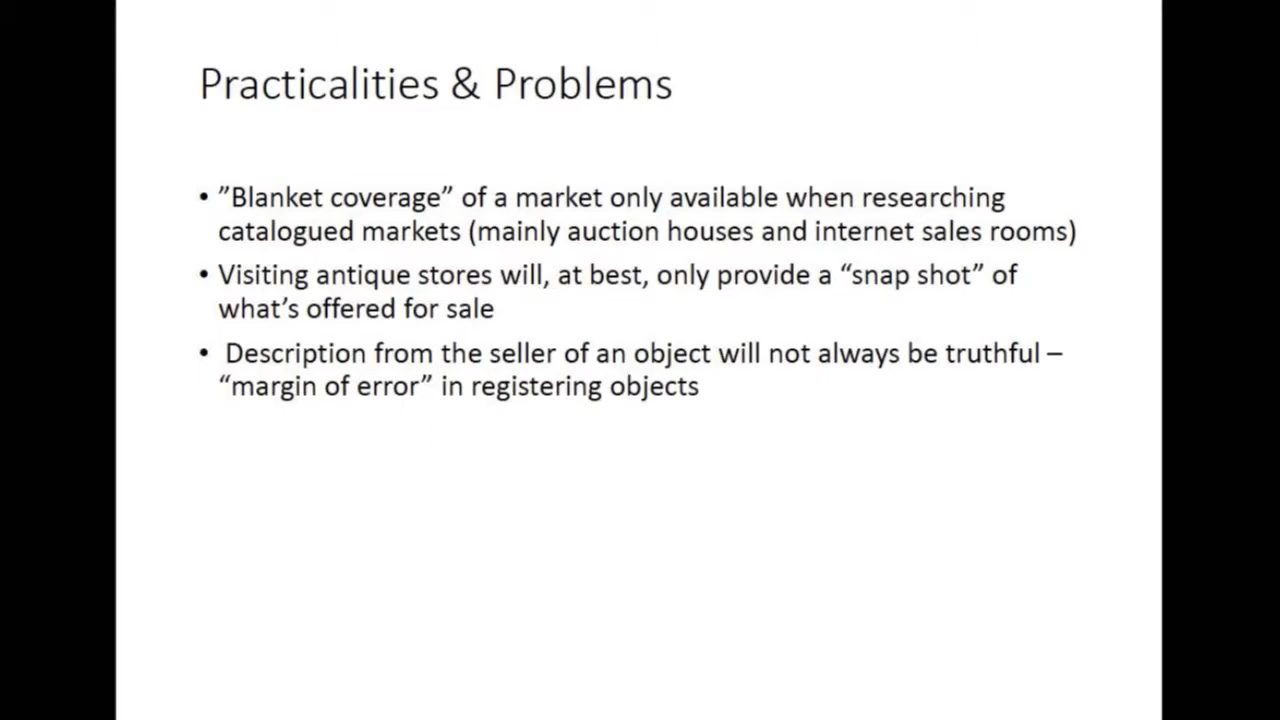 Practicalities & Problems
• ”Blanket coverage” of a market only available when researching
catalogued markets (mainly auction houses and internet sales rooms)
• Visiting antique stores will, at best, only provide a “snap shot” of
what’s offered for sale
• Description from the seller of an object will not always be truthful –
“margin of error” in registering objects